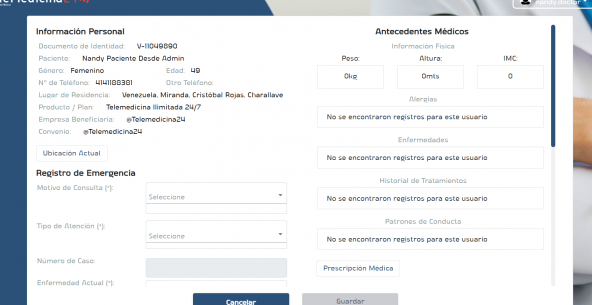 Nandy doctor
Información Personal
Documento de Identidad: V-11049890
Paciente: Nandy Paciente Desde Admin
Género: Femenino Edad: 49
N° de Teléfono: 4141188381 Otro Teléfono:
Lugar de Residencia: Venezuela, Miranda, Cristóbal Rojas, Charallave
Producto / Plan: Telemedicina Ilimitada 24/7
Empresa Beneficiaria: @Telemedicina24
Convenio: @Telemedicina24
Ubicación Actual
Registro de Emergencia
Motivo de Consulta (*):
Seleccione
Tipo de Atención (*):
Seleccione
Número de Caso:
Enfermedad Actual (*):
Antecedentes Médicos
Información Física
Peso: Altura: IMC:
0kg 0mts 0
Alergias
No se encontraron registros para este usuario
Enfermedades
No se encontraron registros para este usuario
Historial de Tratamientos
No se encontraron registros para este usuario
Patrones de Conducta
No se encontraron registros para este usuario
Prescripción Médica
Cancelar Guardar